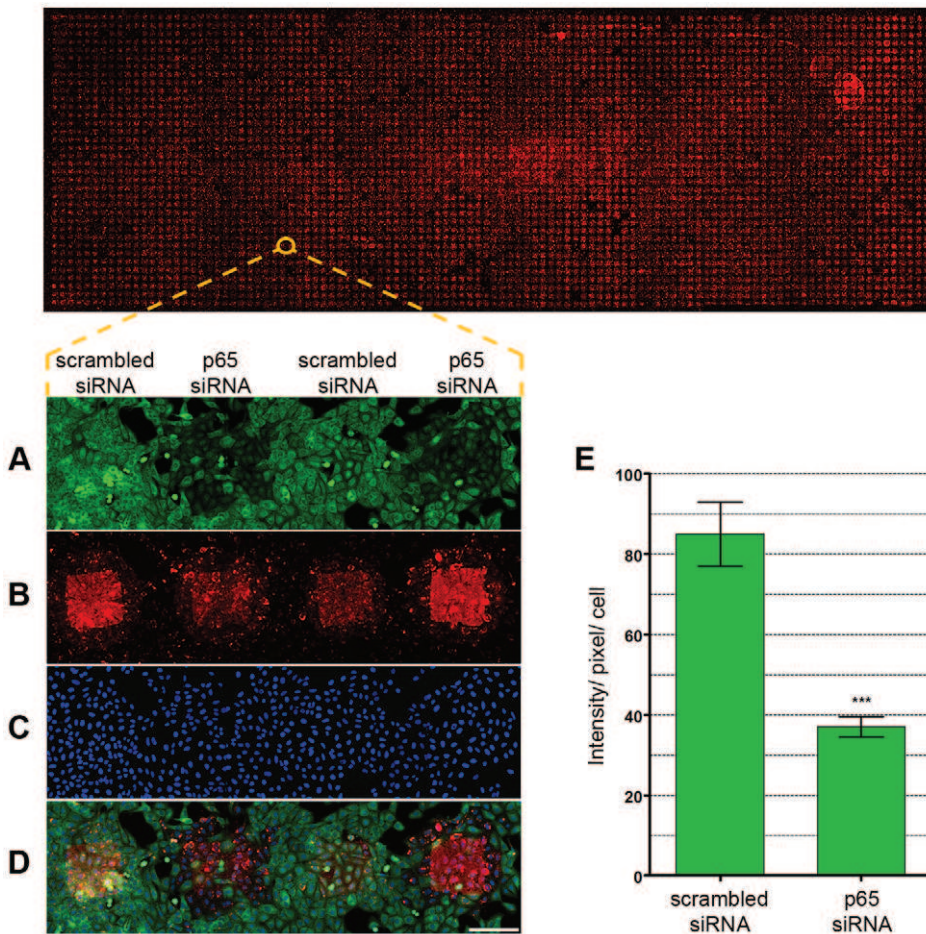 scrambled
siRNA
p65
siRNA
scrambled
siRNA
p65
siRNA
A
B
C
D
E
100
80
60
40
20
0
Intensity/ pixel/ cell
***
scrambled
siRNA
p65
siRNA